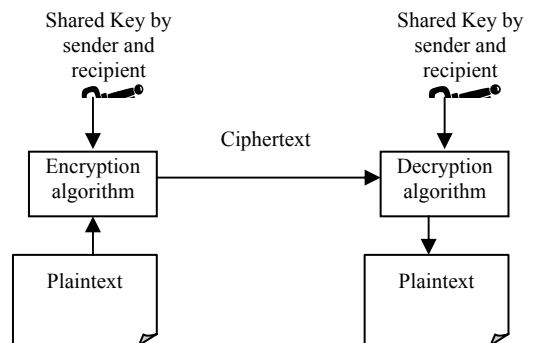 Shared Key by
sender and
recipient
Shared Key by
sender and
recipient
Ciphertext
Encryption
algorithm
Decryption
algorithm
Plaintext
Plaintext